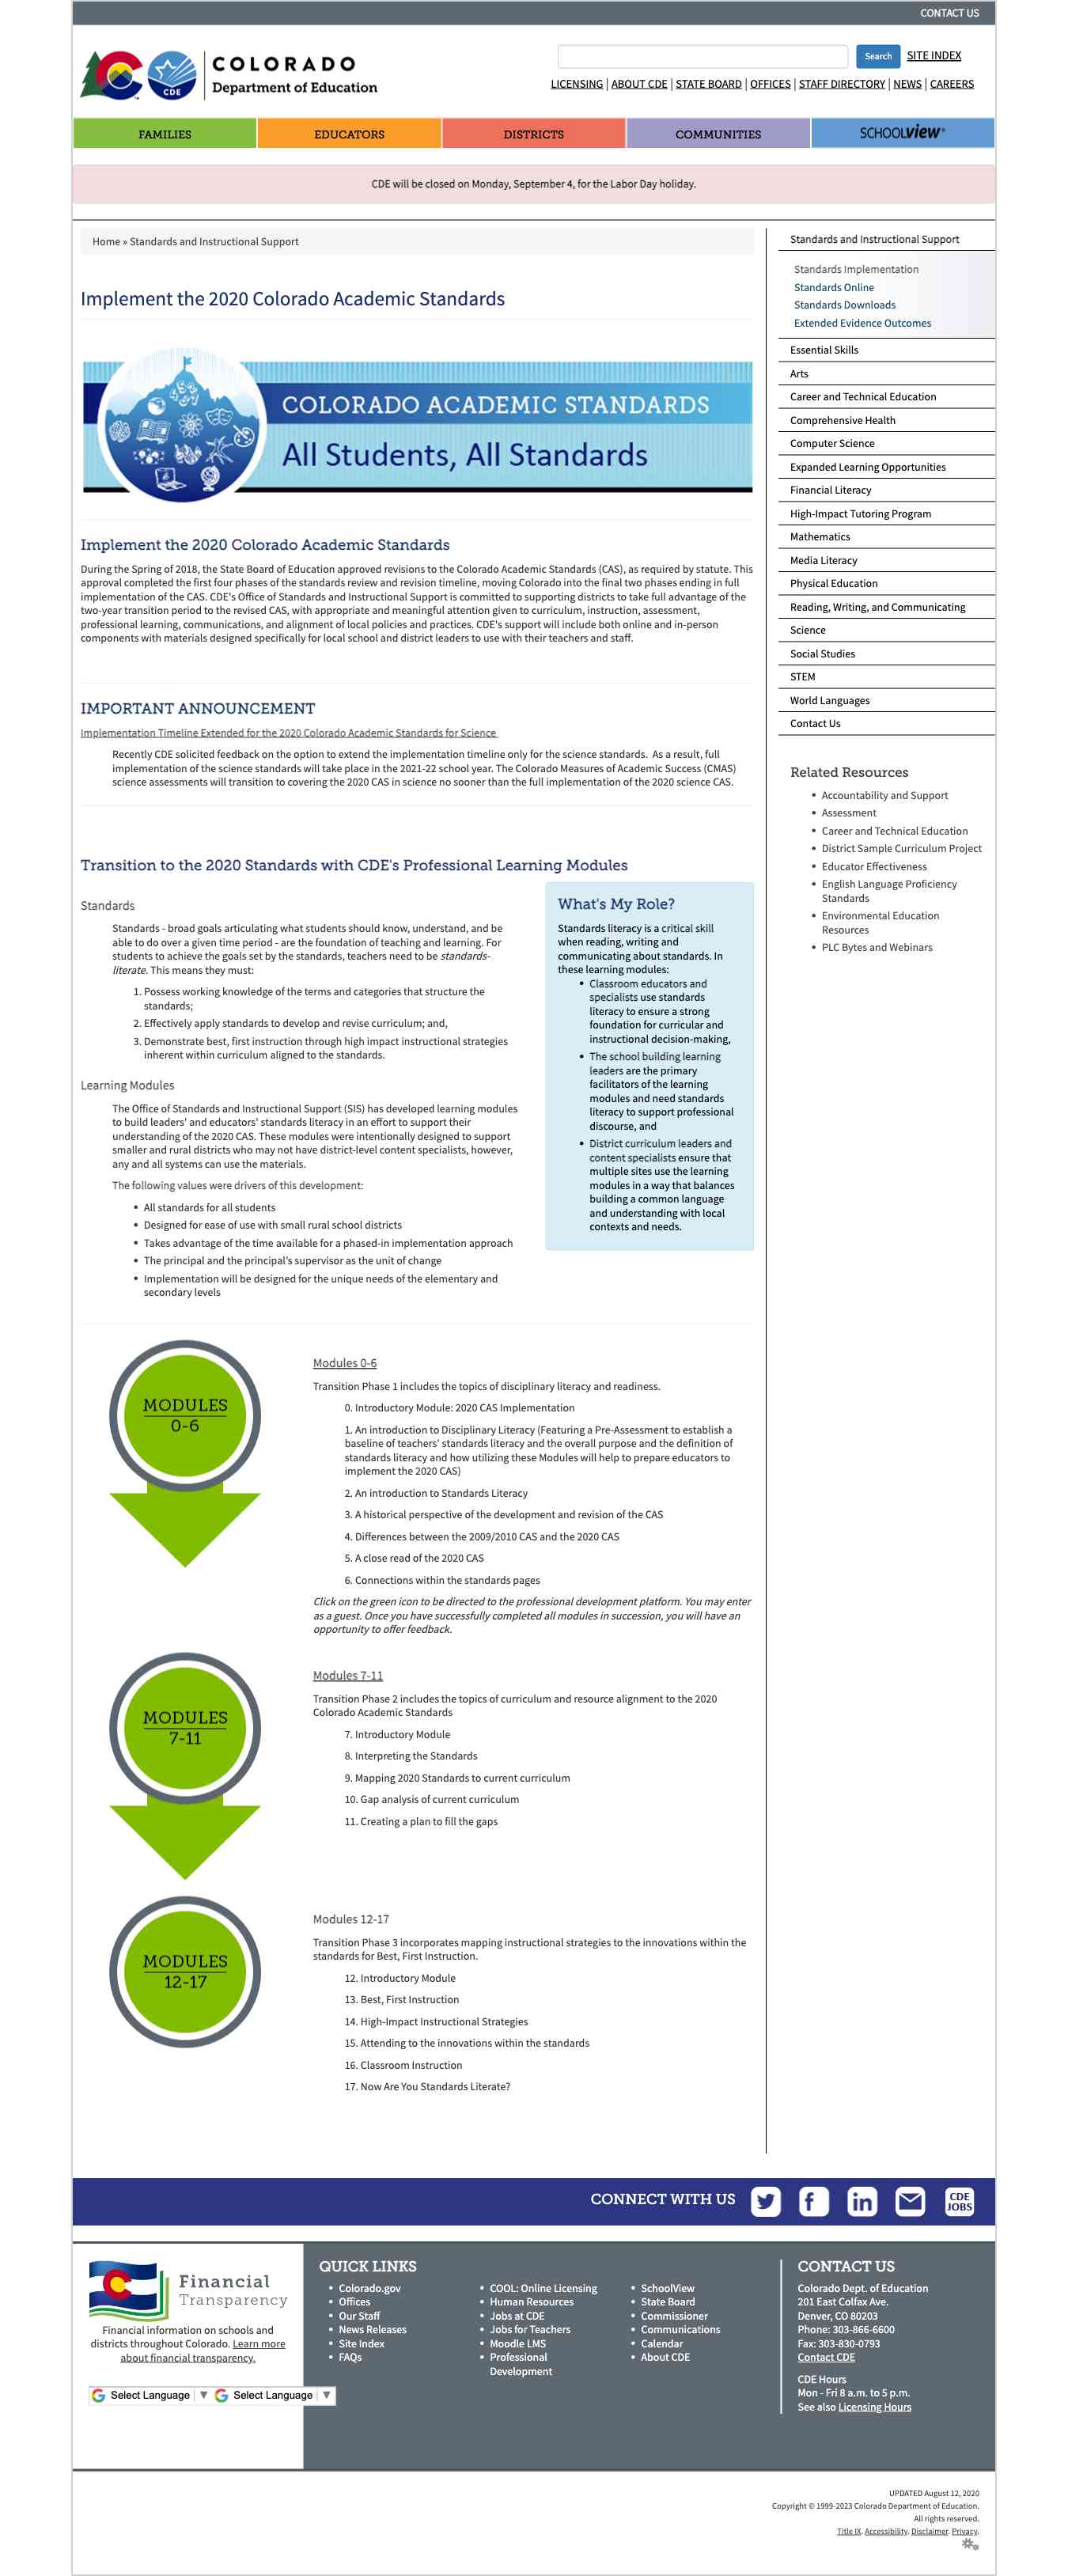 CONTACT US
COLORADO
Department of Education
CDE
Search
SITE INDEX
LICENSING | ABOUT CDE | STATE BOARD | OFFICES | STAFF DIRECTORY | NEWS | CAREERS
FAMILIES
EDUCATORS
DISTRICTS
COMMUNITIES
SCHOOLVIEW®
CDE will be closed on Monday, September 4, for the Labor Day holiday.
Home » Standards and Instructional Support
Implement the 2020 Colorado Academic Standards
COLORADO ACADEMIC STANDARDS
All Students, All Standards
Implement the 2020 Colorado Academic Standards
During the Spring of 2018, the State Board of Education approved revisions to the Colorado Academic Standards (CAS), as required by statute. This
approval completed the first four phases of the standards review and revision timeline, moving Colorado into the final two phases ending in full
implementation of the CAS. CDE's Office of Standards and Instructional Support is committed to supporting districts to take full advantage of the
two-year transition period to the revised CAS, with appropriate and meaningful attention given to curriculum, instruction, assessment,
professional learning, communications, and alignment of local policies and practices. CDE's support will include both online and in-person
components with materials designed specifically for local school and district leaders to use with their teachers and staff.
IMPORTANT ANNOUNCEMENT
Implementation Timeline Extended for the 2020 Colorado Academic Standards for Science
Recently CDE solicited feedback on the option to extend the implementation timeline only for the science standards. As a result, full
implementation of the science standards will take place in the 2021-22 school year. The Colorado Measures of Academic Success (CMAS)
science assessments will transition to covering the 2020 CAS in science no sooner than the full implementation of the 2020 science CAS.
Transition to the 2020 Standards with CDE's Professional Learning Modules
Standards
Standards - broad goals articulating what students should know, understand, and be
able to do over a given time period - are the foundation of teaching and learning. For
students to achieve the goals set by the standards, teachers need to be standards-
literate. This means they must:
1. Possess working knowledge of the terms and categories that structure the
standards;
2. Effectively apply standards to develop and revise curriculum; and,
3. Demonstrate best, first instruction through high impact instructional strategies
inherent within curriculum aligned to the standards.
Learning Modules
The Office of Standards and Instructional Support (SIS) has developed learning modules
to build leaders' and educators' standards literacy in an effort to support their
understanding of the 2020 CAS. These modules were intentionally designed to support
smaller and rural districts who may not have district-level content specialists, however,
any and all systems can use the materials.
The following values were drivers of this development:
• All standards for all students
• Designed for ease of use with small rural school districts
• Takes advantage of the time available for a phased-in implementation approach
• The principal and the principal's supervisor as the unit of change
• Implementation will be designed for the unique needs of the elementary and
secondary levels
What's My Role?
Standards literacy is a critical skill
when reading, writing and
communicating about standards. In
these learning modules:
• Classroom educators and
specialists use standards
literacy to ensure a strong
foundation for curricular and
instructional decision-making,
• The school building learning
leaders are the primary
facilitators of the learning
modules and need standards
literacy to support professional
discourse, and
• District curriculum leaders and
content specialists ensure that
multiple sites use the learning
modules in a way that balances
building a common language
and understanding with local
contexts and needs.
MODULES
0-6
Modules 0-6
Transition Phase 1 includes the topics of disciplinary literacy and readiness.
0. Introductory Module: 2020 CAS Implementation
1. An introduction to Disciplinary Literacy (Featuring a Pre-Assessment to establish a
baseline of teachers' standards literacy and the overall purpose and the definition of
standards literacy and how utilizing these Modules will help to prepare educators to
implement the 2020 CAS)
2. An introduction to Standards Literacy
3. A historical perspective of the development and revision of the CAS
4. Differences between the 2009/2010 CAS and the 2020 CAS
5. A close read of the 2020 CAS
6. Connections within the standards pages
Click on the green icon to be directed to the professional development platform. You may enter
as a guest. Once you have successfully completed all modules in succession, you will have an
opportunity to offer feedback.
MODULES
7-11
Modules 7-11
Transition Phase 2 includes the topics of curriculum and resource alignment to the 2020
Colorado Academic Standards
7. Introductory Module
8. Interpreting the Standards
9. Mapping 2020 Standards to current curriculum
10. Gap analysis of current curriculum
11. Creating a plan to fill the gaps
MODULES
12-17
Modules 12-17
Transition Phase 3 incorporates mapping instructional strategies to the innovations within the
standards for Best, First Instruction.
12. Introductory Module
13. Best, First Instruction
14. High-Impact Instructional Strategies
15. Attending to the innovations within the standards
16. Classroom Instruction
17. Now Are You Standards Literate?
Standards and Instructional Support
Standards Implementation
Standards Online
Standards Downloads
Extended Evidence Outcomes
Essential Skills
Arts
Career and Technical Education
Comprehensive Health
Computer Science
Expanded Learning Opportunities
Financial Literacy
High-Impact Tutoring Program
Mathematics
Media Literacy
Physical Education
Reading, Writing, and Communicating
Science
Social Studies
STEM
World Languages
Contact Us
Related Resources
• Accountability and Support
• Assessment
• Career and Technical Education
• District Sample Curriculum Project
• Educator Effectiveness
• English Language Proficiency
Standards
• Environmental Education
Resources
• PLC Bytes and Webinars
CONNECT WITH US
CDE
JOBS
Financial
Transparency
Financial information on schools and
districts throughout Colorado. Learn more
about financial transparency.
Select Language ▼
Select Language ▼
QUICK LINKS
• Colorado.gov
• Offices
• Our Staff
• News Releases
• Site Index
• FAQs
• COOL: Online Licensing
• Human Resources
• Jobs at CDE
• Jobs for Teachers
• Moodle LMS
• Professional
Development
• SchoolView
• State Board
• Commissioner
• Communications
• Calendar
• About CDE
CONTACT US
Colorado Dept. of Education
201 East Colfax Ave.
Denver, CO 80203
Phone: 303-866-6600
Fax: 303-830-0793
Contact CDE
CDE Hours
Mon - Fri 8 a.m. to 5 p.m.
See also Licensing Hours
UPDATED August 12, 2020
Copyright © 1999-2023 Colorado Department of Education.
All rights reserved.
Title IX. Accessibility. Disclaimer. Privacy.